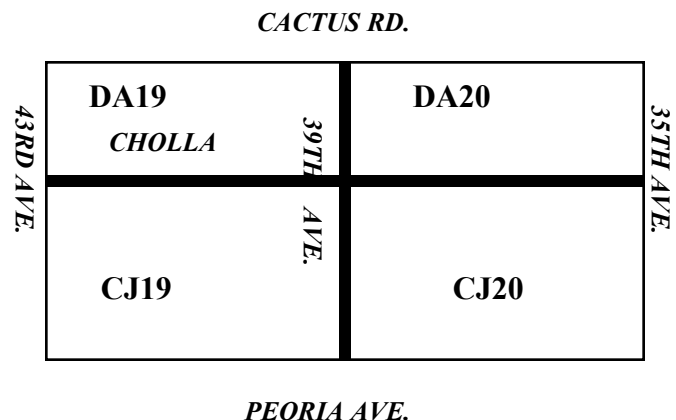 CACTUS RD.
DA19
DA20
43RD AVE.
CHOLLA
39TH AVE.
35TH AVE.
CJ19
CJ20
PEORIA AVE.